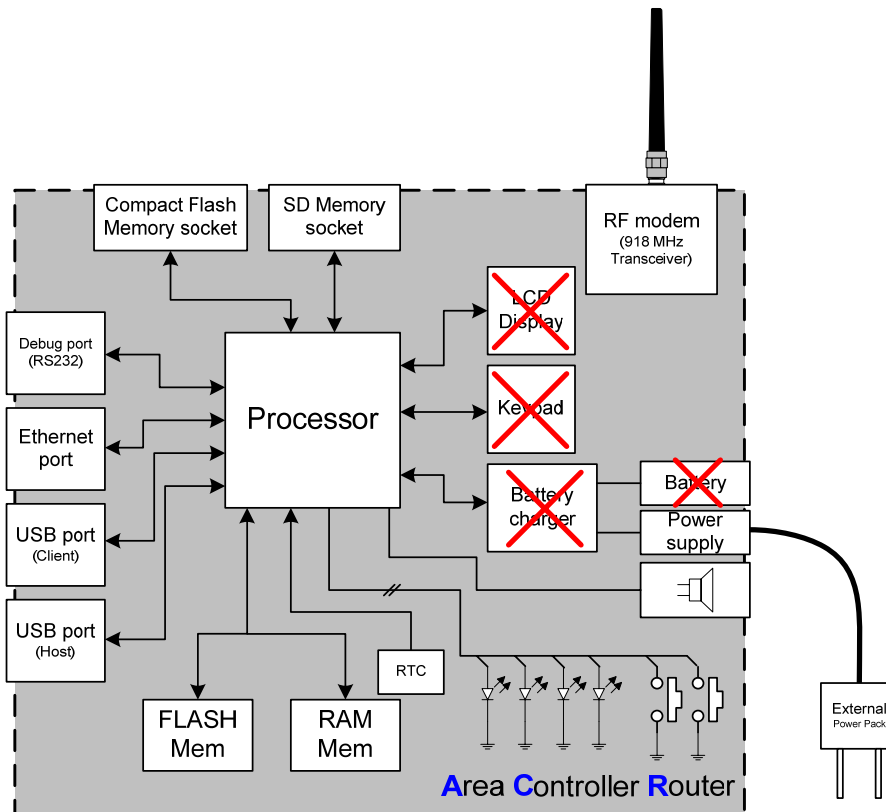 Compact Flash
Memory socket
SD Memory
socket
RF modem
(918 MHz
Transceiver)
LCD
Display
Debug port
(RS232)
Processor
Keypad
Ethernet
port
Battery
charger
Battery
Power
supply
USB port
(Client)
USB port
(Host)
RTC
FLASH
Mem
RAM
Mem
External
Power Pack
Area Controller Router